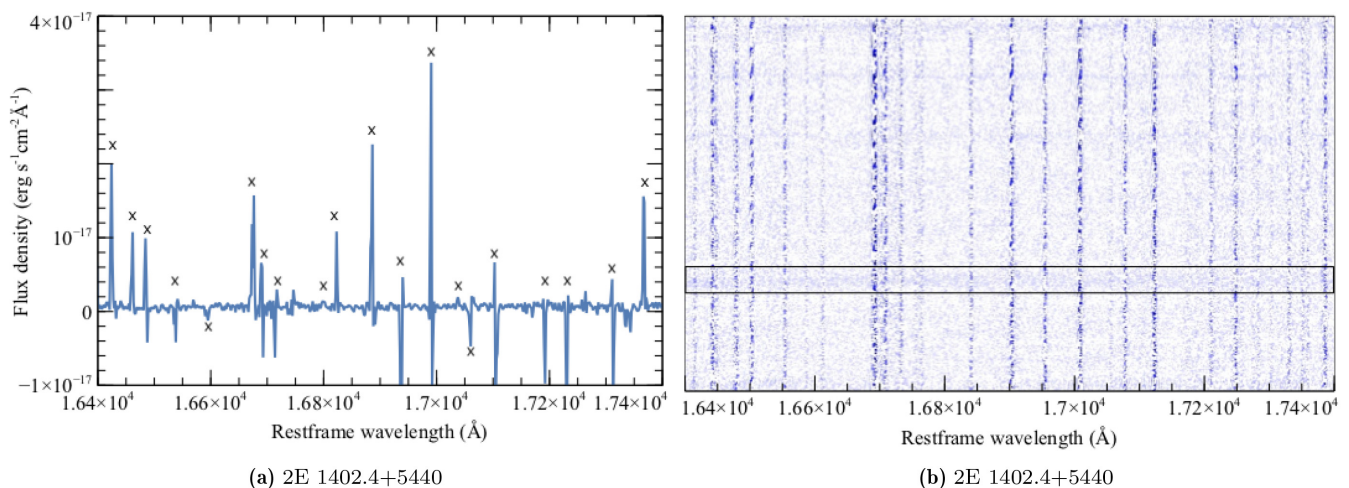 4×10⁻¹⁷
10⁻¹⁷
0
−1×10⁻¹⁷
Flux density (erg s⁻¹cm⁻²Å⁻¹)
x x x x x x x x x x x x x x x x x x x x x x
1.64×10⁴ 1.66×10⁴ 1.68×10⁴ 1.7×10⁴ 1.72×10⁴ 1.74×10⁴
Restframe wavelength (Å)
(a) 2E 1402.4+5440
1.64×10⁴ 1.66×10⁴ 1.68×10⁴ 1.7×10⁴ 1.72×10⁴ 1.74×10⁴
Restframe wavelength (Å)
(b) 2E 1402.4+5440